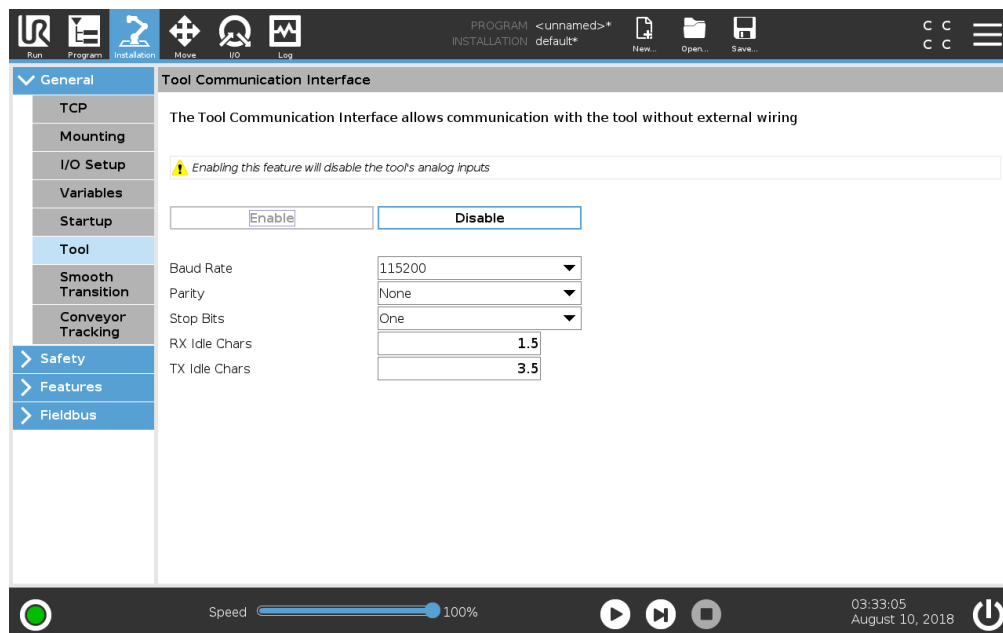 PROGRAM <unnamed>*
INSTALLATION default*
UR
Run Program Installation Move I/O Log New... Open... Save...
C C
C C
General
TCP
Mounting
I/O Setup
Variables
Startup
Tool
Smooth
Transition
Conveyor
Tracking
Safety
Features
Fieldbus
Tool Communication Interface
The Tool Communication Interface allows communication with the tool without external wiring
Enabling this feature will disable the tool's analog inputs
Enable Disable
Baud Rate 115200
Parity None
Stop Bits One
RX Idle Chars 1.5
TX Idle Chars 3.5
Speed 100%
03:33:05
August 10, 2018